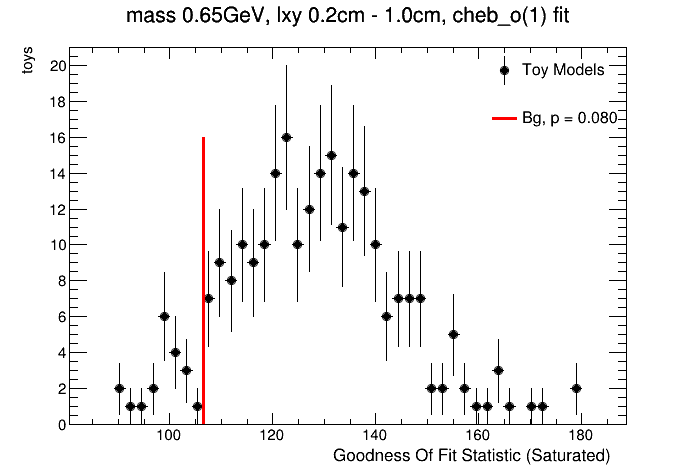 mass 0.65GeV, lxy 0.2cm - 1.0cm, cheb_o(1) fit
toys
20
18
16
14
12
10
8
6
4
2
0
Toy Models
Bg, p = 0.080
100 120 140 160 180
Goodness Of Fit Statistic (Saturated)